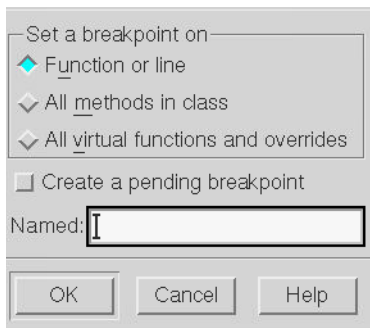 Set a breakpoint on
Function or line
All methods in class
All virtual functions and overrides
Create a pending breakpoint
Named:
OK Cancel Help